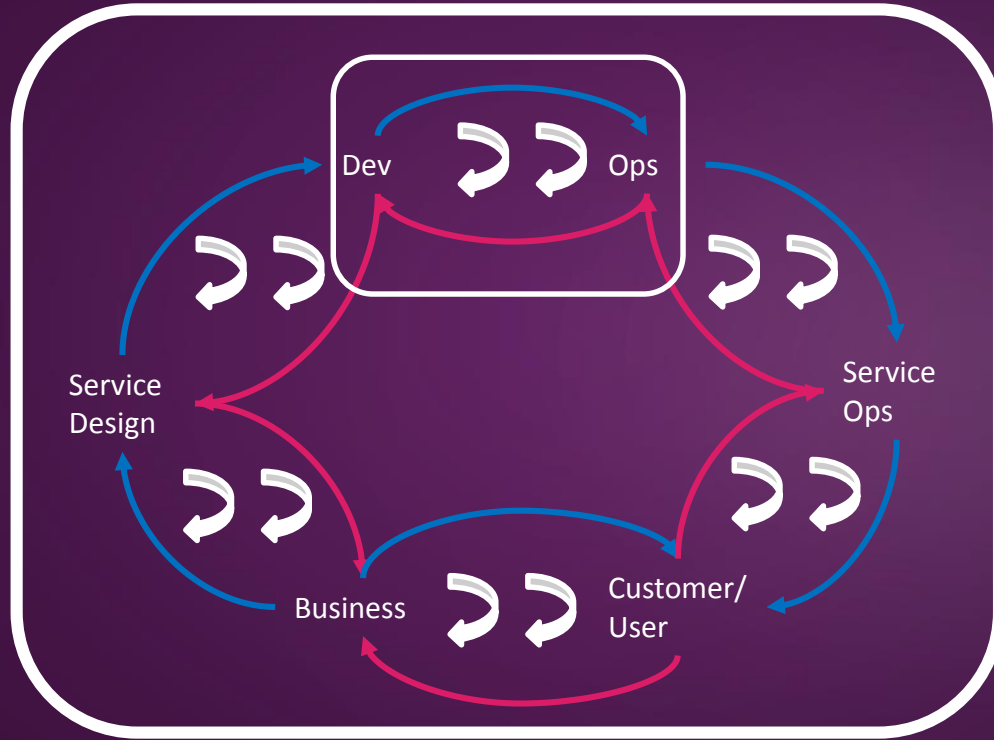 Dev
Ops
Service
Design
Service
Ops
Business
Customer/
User